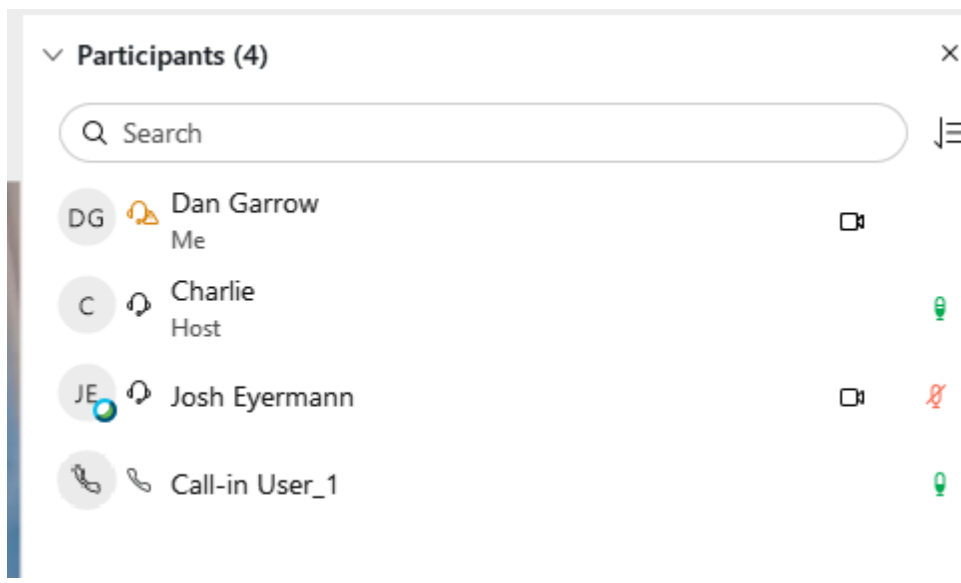 Participants (4)
Search
DG
Dan Garrow
Me
C
Charlie
Host
JE
Josh Eyermann
Call-in User_1